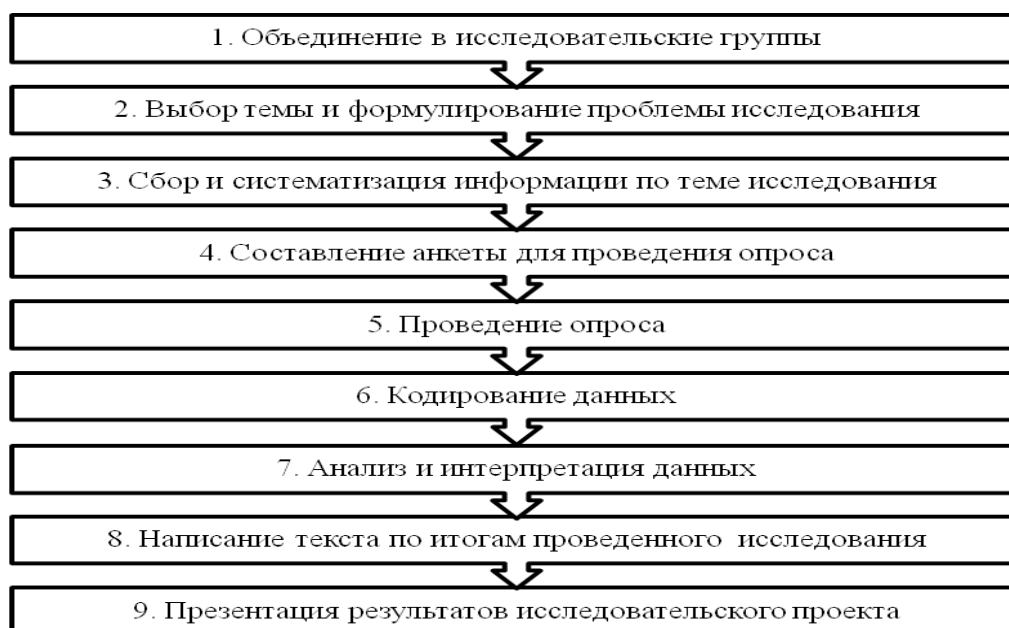 1. Объединение в исследовательские группы
2. Выбор темы и формулирование проблемы исследования
3. Сбор и систематизация информации по теме исследования
4. Составление анкеты для проведения опроса
5. Проведение опроса
6. Кодирование данных
7. Анализ и интерпретация данных
8. Написание текста по итогам проведенного исследования
9. Презентация результатов исследовательского проекта